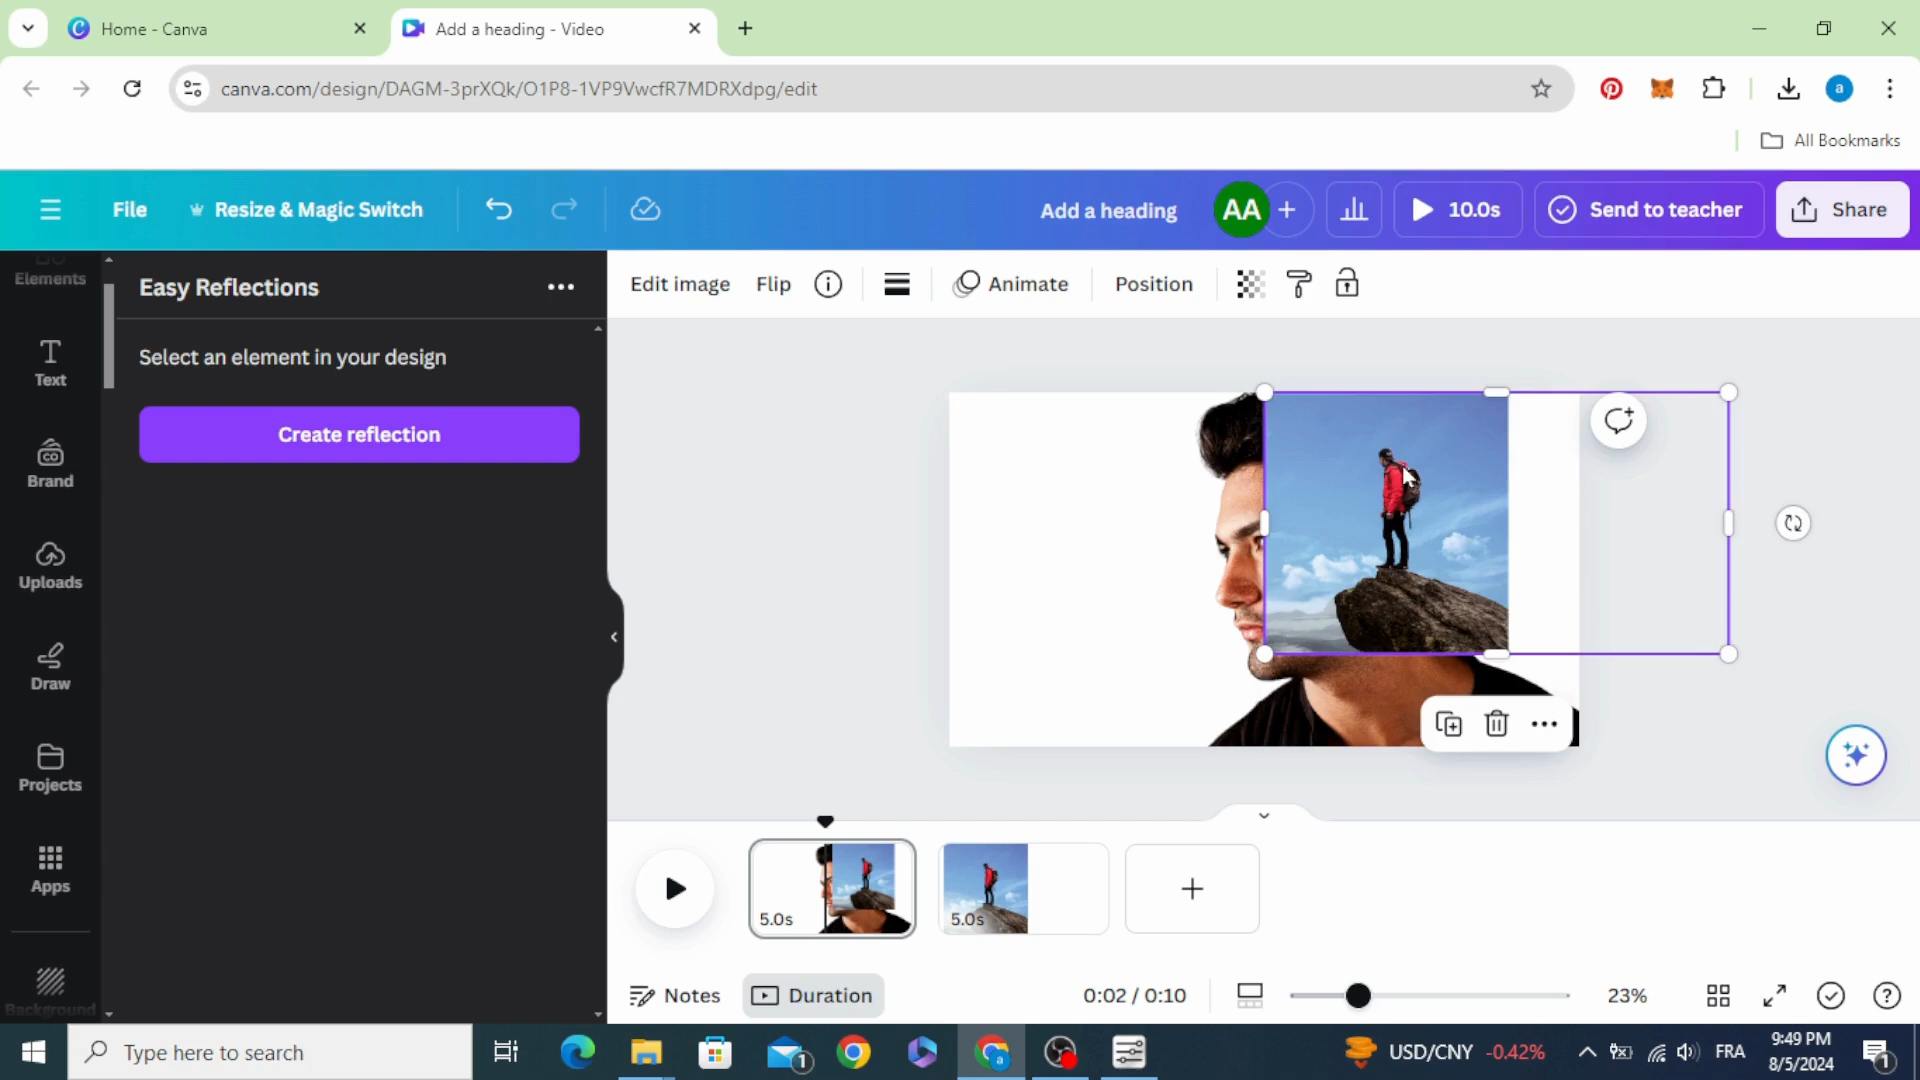 Home - Canva
Add a heading - Video
canva.com/design/DAGM-3prXQk/O1P8-1VP9VwcfR7MDRXdpg/edit
a
All Bookmarks
File
Resize & Magic Switch
Add a heading
AA
10.0s
Send to teacher
Share
Elements
Text
Brand
Uploads
Draw
Projects
Apps
Background
Easy Reflections
Select an element in your design
Create reflection
Edit image
Flip
Animate
Position
5.0s
5.0s
Notes
Duration
0:02 / 0:10
23%
Type here to search
1
a
USD/CNY -0.42%
FRA
9:49 PM
8/5/2024
1